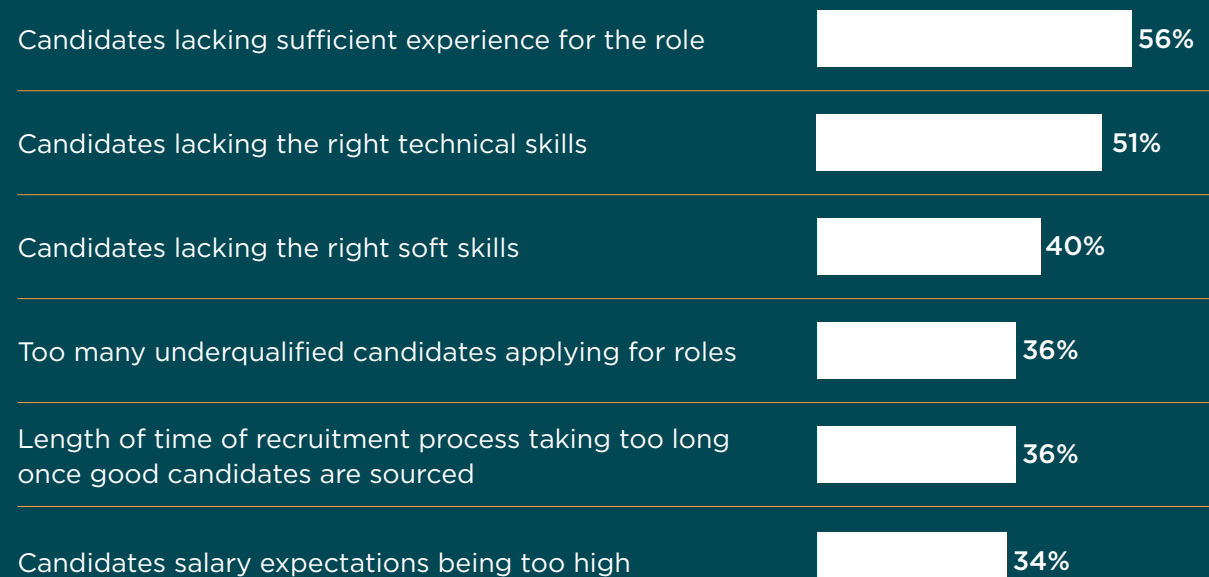 Candidates lacking sufficient experience for the role 56%
Candidates lacking the right technical skills 51%
Candidates lacking the right soft skills 40%
Too many underqualified candidates applying for roles 36%
Length of time of recruitment process taking too long
once good candidates are sourced 36%
Candidates salary expectations being too high 34%